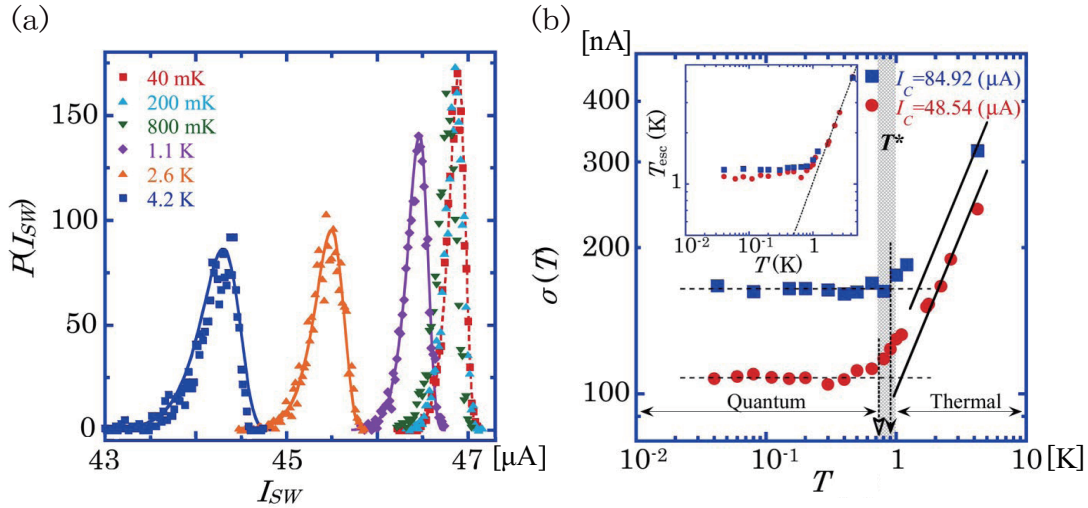 (a)
P(I_SW)
150
100
50
0
40 mK
200 mK
800 mK
1.1 K
2.6 K
4.2 K
43
45
47
[μA]
I_SW
(b)
[nA]
σ(T)
400
300
200
100
T_esc (K)
1
10⁻²
10⁻¹
1
T (K)
I_C=84.92 (μA)
I_C=48.54 (μA)
T*
Quantum
Thermal
10⁻²
10⁻¹
1
10
[K]
T